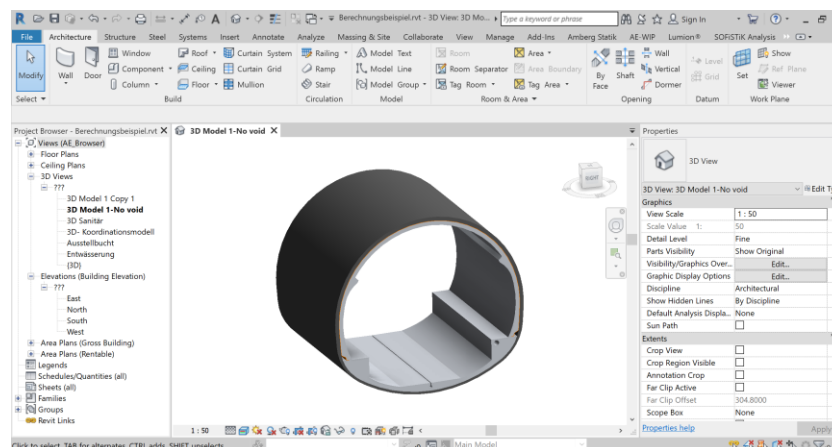 Berechnungsbeispiel.rvt - 3D View: 3D Mo...
Type a keyword or phrase
Sign In
File Architecture Structure Steel Systems Insert Annotate Analyze Massing & Site Collaborate View Manage Add-Ins Amberg Statik AE-WIP Lumion® SOFiSTiK Analysis
Modify
Wall
Door
Window
Component
Column
Roof
Ceiling
Floor
Curtain System
Curtain Grid
Mullion
Railing
Ramp
Stair
Model Text
Model Line
Model Group
Room
Room Separator
Tag Room
Area
Area Boundary
Tag Area
By Face
Shaft
Wall
Vertical
Dormer
Level
Grid
Set
Show
Ref Plane
Viewer
Select Build Circulation Model Room & Area Opening Datum Work Plane
Project Browser - Berechnungsbeispiel.rvt
Views (AE_Browser)
Floor Plans
Ceiling Plans
3D Views
???
3D Model 1 Copy 1
3D Model 1-No void
3D Sanitär
3D- Koordinationsmodell
Ausstellbucht
Entwässerung
{3D}
Elevations (Building Elevation)
???
East
North
South
West
Area Plans (Gross Building)
Area Plans (Rentable)
Legends
Schedules/Quantities (all)
Sheets (all)
Families
Groups
Revit Links
3D Model 1-No void
1 : 50
Properties
3D View
3D View: 3D Model 1-No void Edit T
Graphics
View Scale 1 : 50
Scale Value 1: 50
Detail Level Fine
Parts Visibility Show Original
Visibility/Graphics Over... Edit...
Graphic Display Options Edit...
Discipline Architectural
Show Hidden Lines By Discipline
Default Analysis Displa... None
Sun Path
Extents
Crop View
Crop Region Visible
Annotation Crop
Far Clip Active
Far Clip Offset 304.8000
Scope Box None
Properties help Apply
Click to select, TAB for alternates, CTRL adds, SHIFT unselects.
Main Model